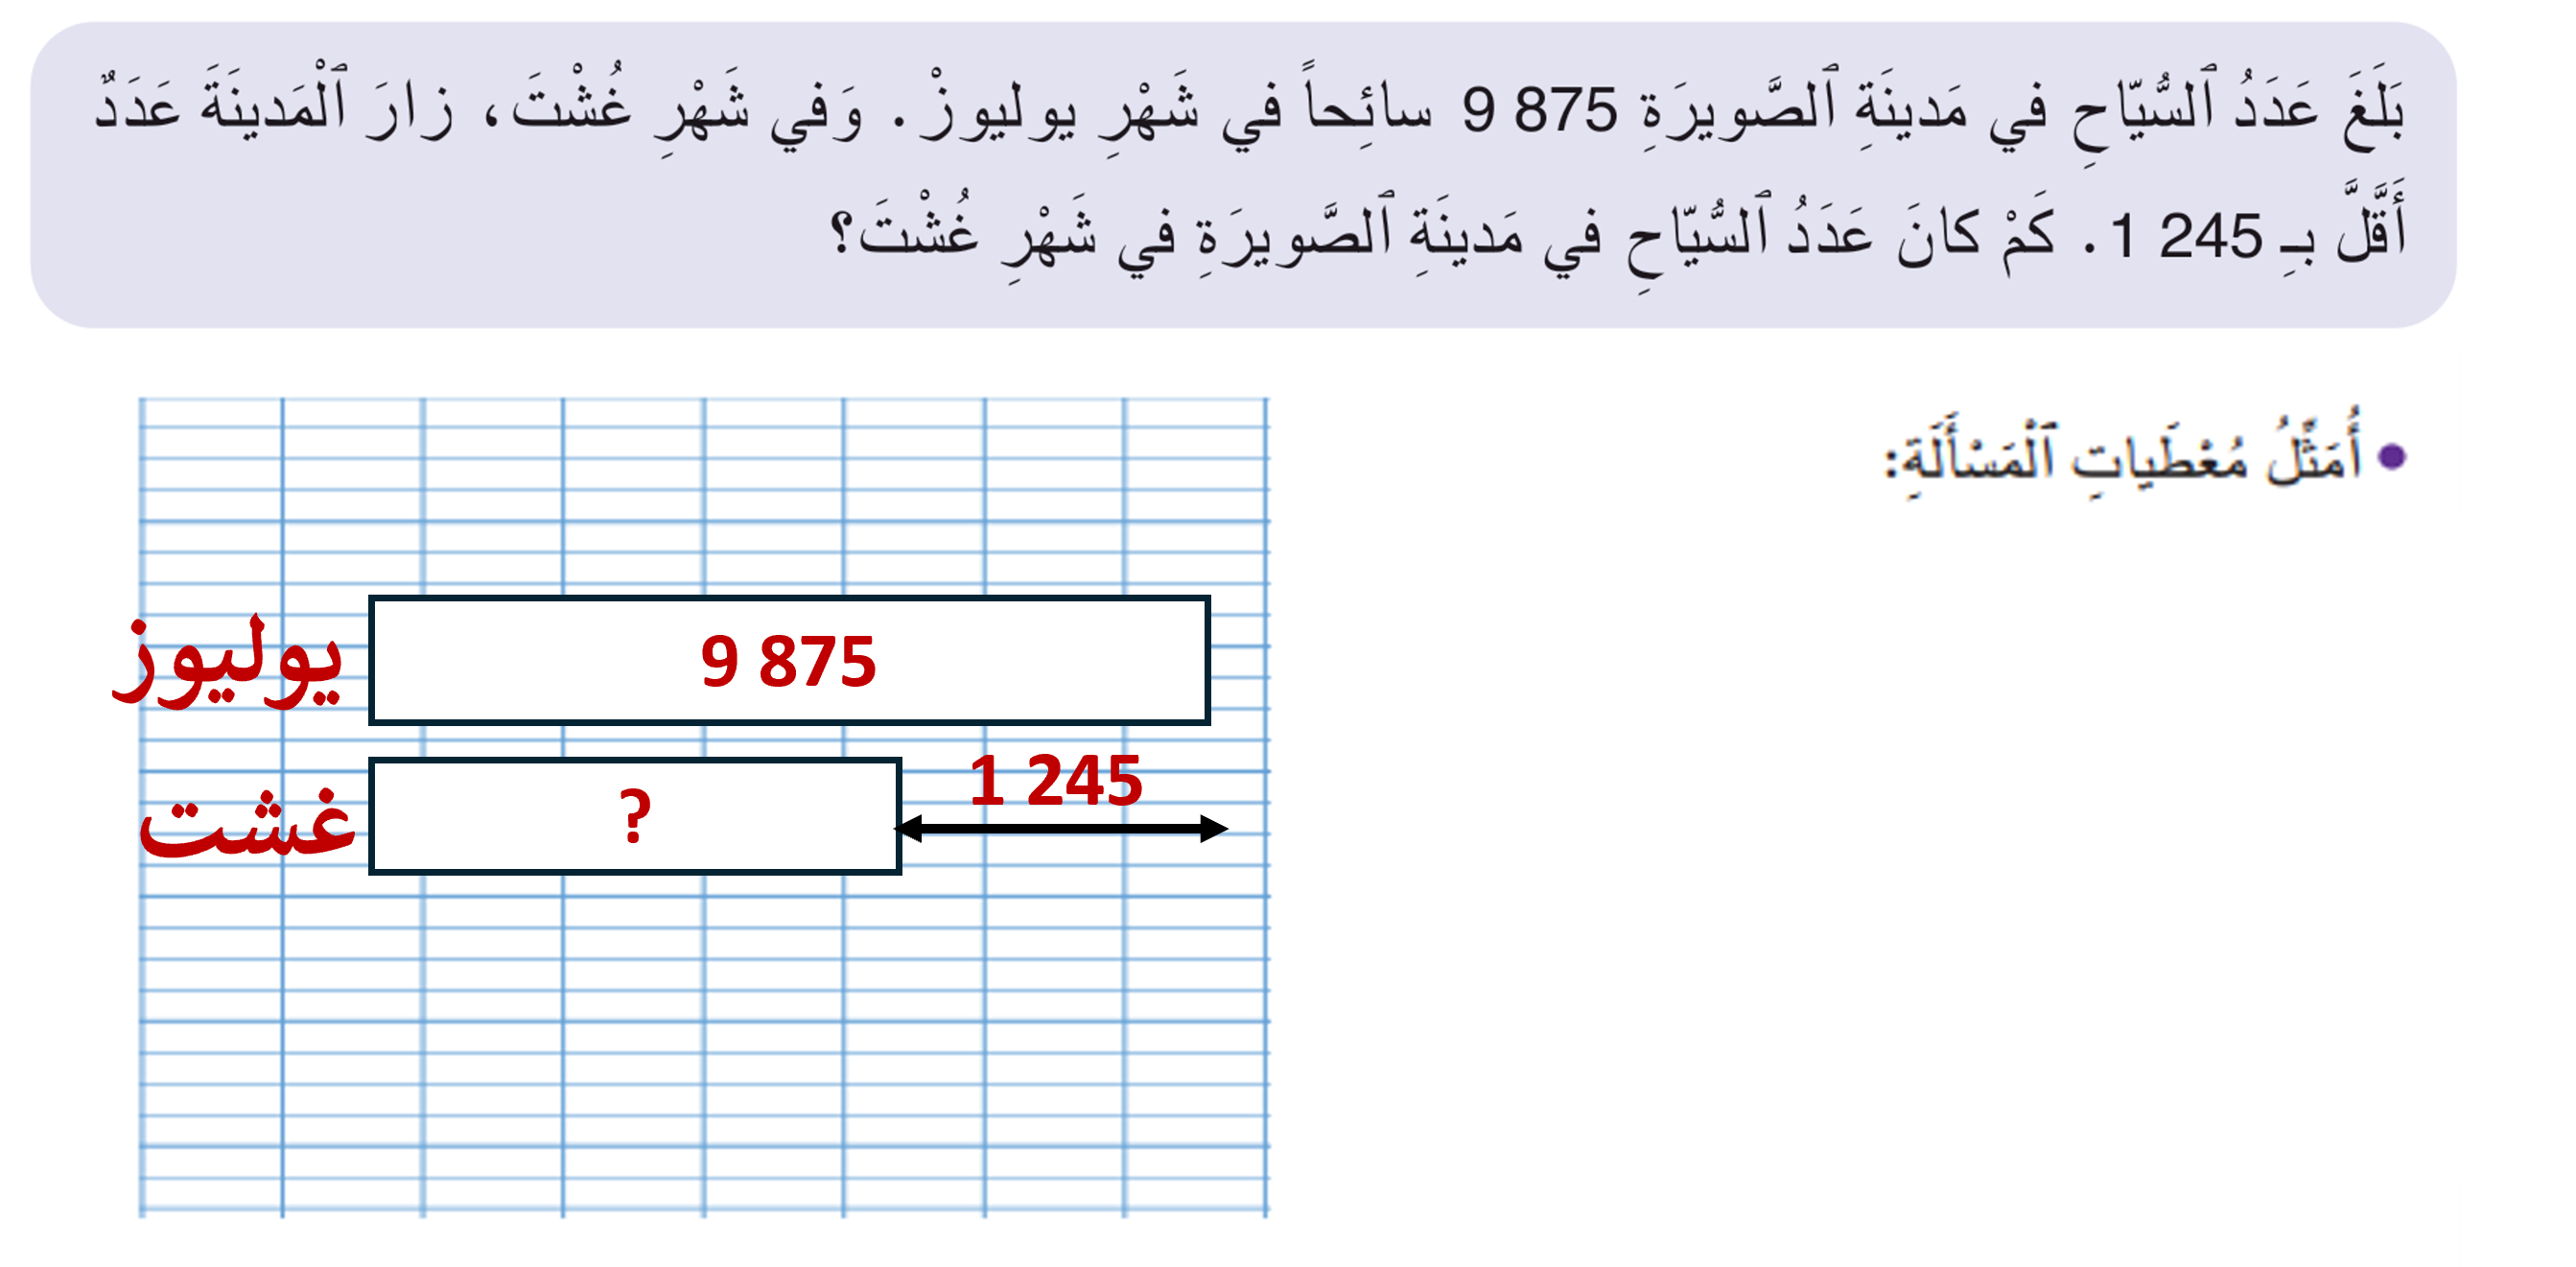 بَلَغَ عَدَدُ ٱلسُّيّاحِ في مَدينَةِ ٱلصَّويرَةِ 875 9 سائِحاً في شَهْرِ يوليوزْ. وَفي شَهْرِ غُشْتَ، زارَ ٱلْمَدينَةَ عَدَدٌ
أَقَّلَّ بـِ 245 1. كَمْ كانَ عَدَدُ ٱلسُّيّاحِ في مَدينَةِ ٱلصَّويرَةِ في شَهْرِ غُشْتَ؟
• أُمَثِّلُ مُعْطَياتِ ٱلْمَسْأَلَةِ:
يوليوز
9 875
1 245
غشت
?